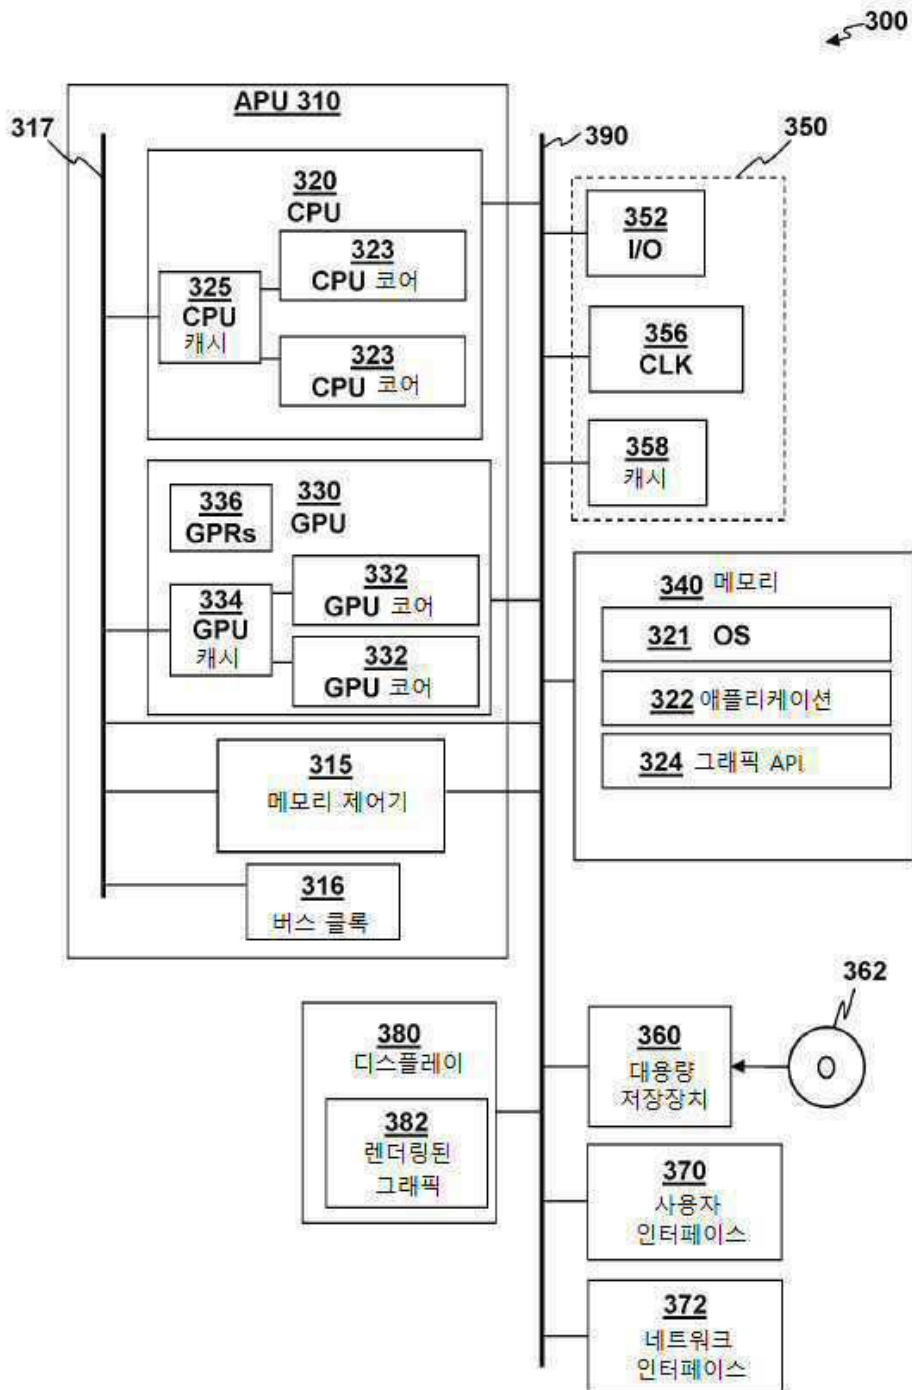 300
APU 310
317
390
350
320
CPU
323
CPU 코어
325
CPU
캐시
323
CPU 코어
352
I/O
356
CLK
358
캐시
336
GPRs
330
GPU
332
GPU 코어
334
GPU
캐시
332
GPU 코어
340 메모리
321 OS
322 애플리케이션
324 그래픽 API
315
메모리 제어기
316
버스 클록
362
380
디스플레이
382
렌더링된
그래픽
360
대용량
저장장치
370
사용자
인터페이스
372
네트워크
인터페이스